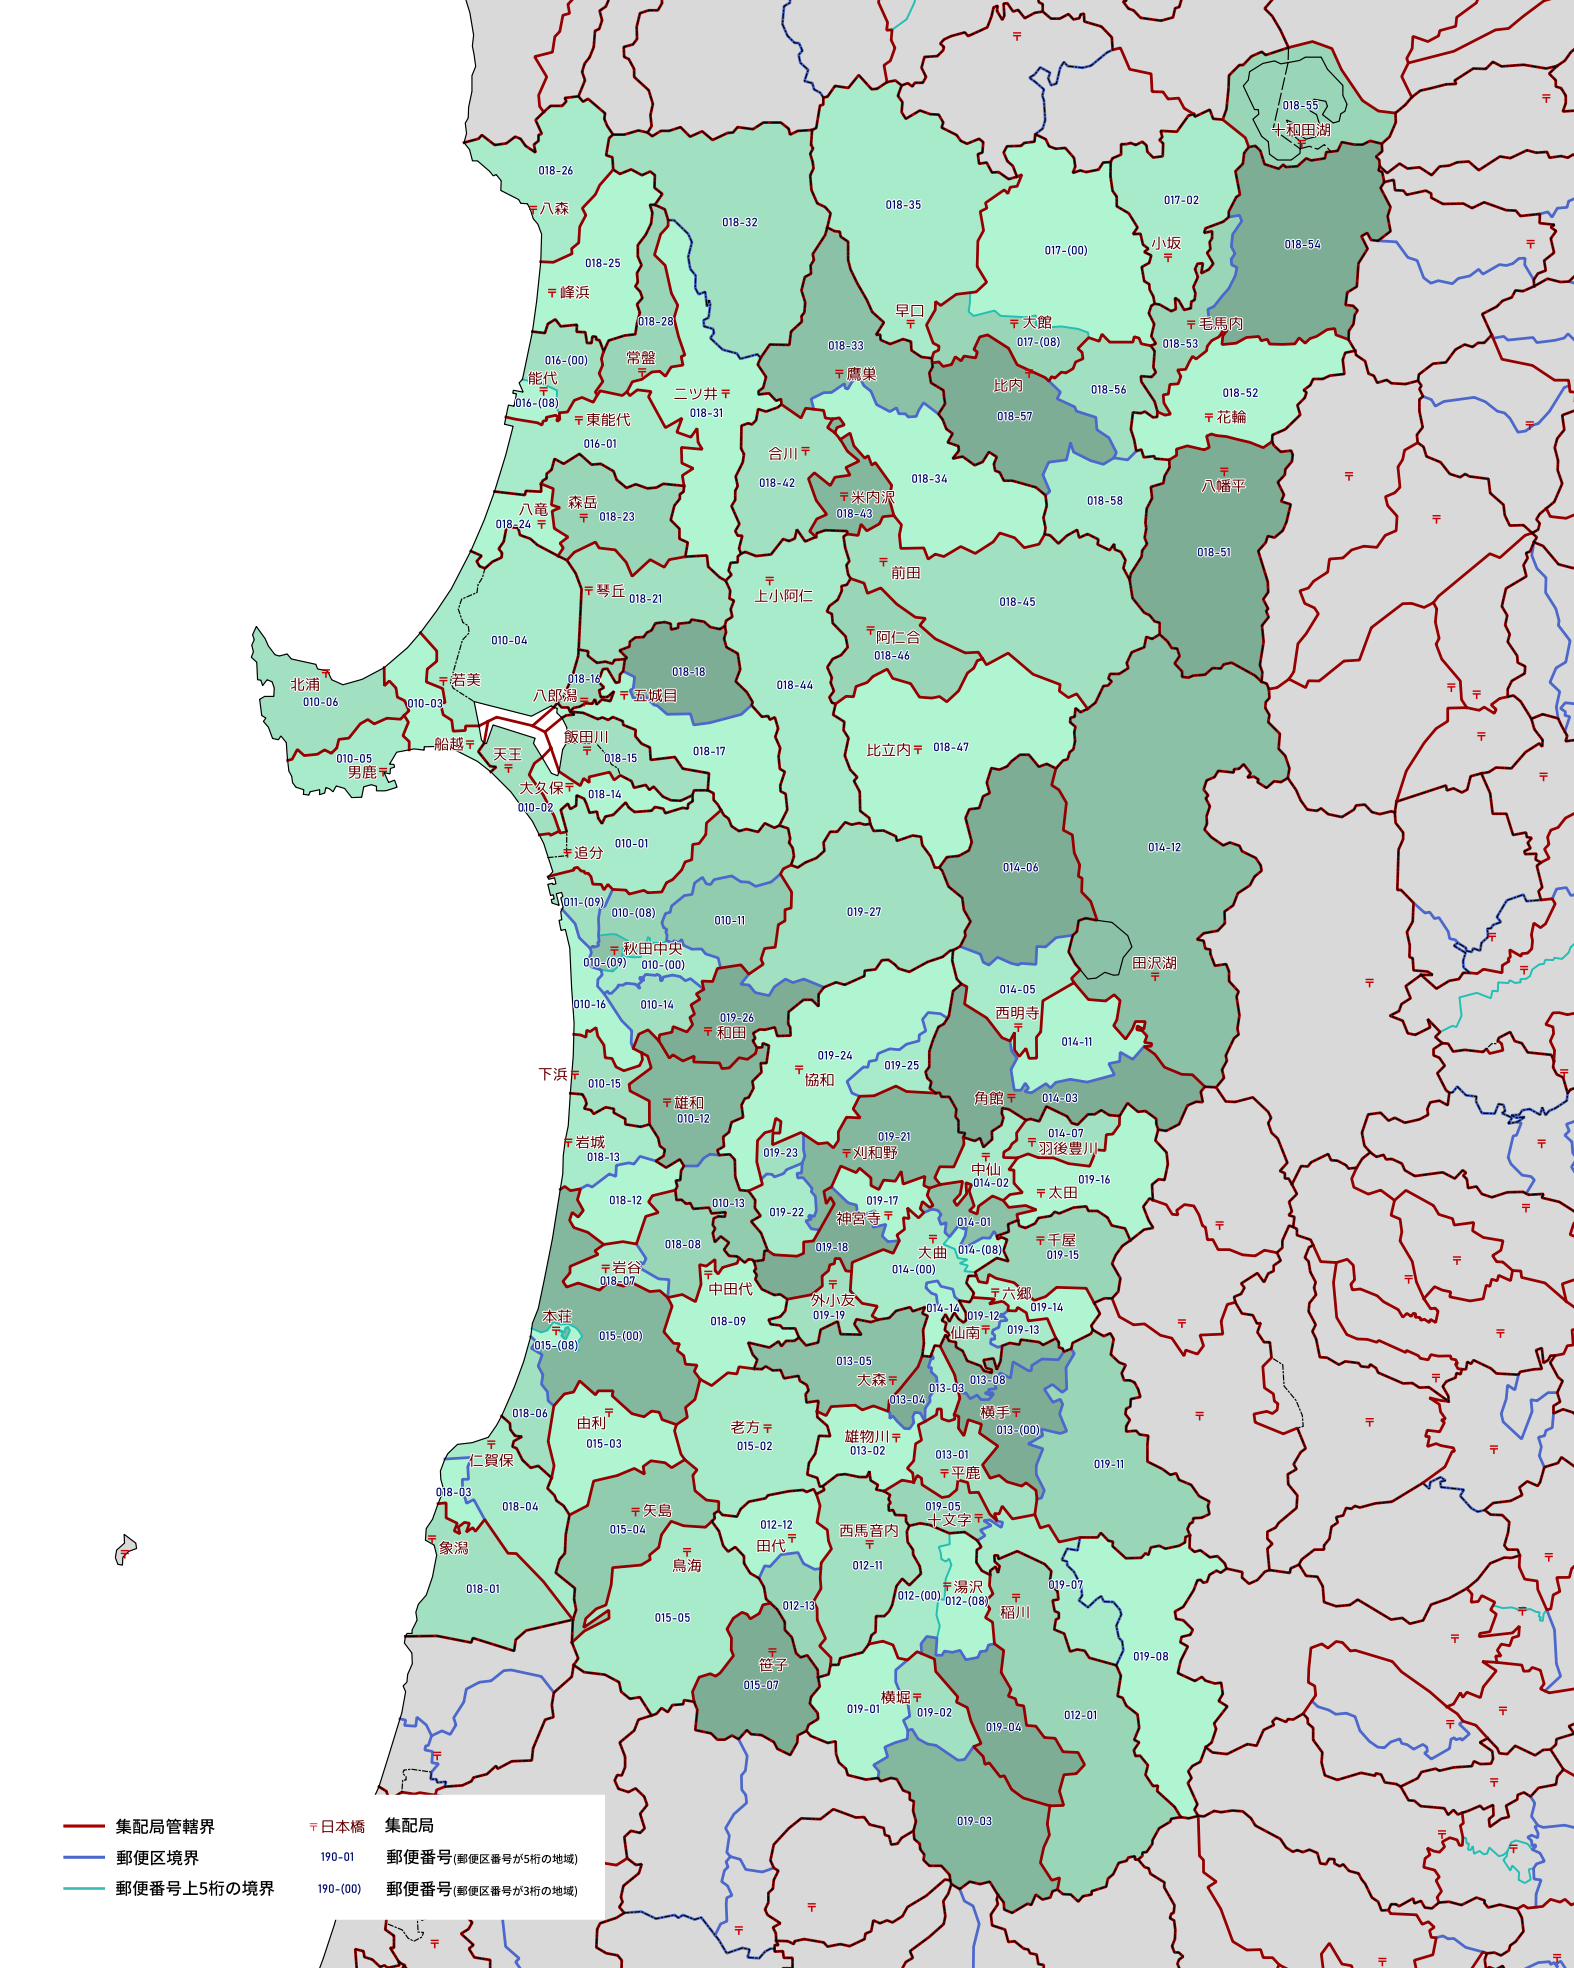 018-55
十和田湖
018-26
八森
018-32
018-35
017-02
小坂
018-54
017-(00)
018-25
峰浜
018-28
常盤
早口
大館
017-(08)
毛馬内
018-53
016-(00)
能代
016-(08)
018-33
鷹巣
比内
018-57
018-56
018-52
花輪
二ツ井
018-31
東能代
016-01
合川
018-42
米内沢
018-43
018-34
018-58
八幡平
018-51
森岳
018-23
八竜
018-24
前田
018-45
琴丘
018-21
上小阿仁
010-04
阿仁合
018-46
018-18
018-16
018-44
北浦
010-06
若美
010-03
八郎潟
五城目
船越
飯田川
018-15
018-17
比立内
018-47
010-05
男鹿
天王
大久保
018-14
010-02
010-01
追分
014-12
014-06
011-(09)
010-(08)
010-11
019-27
秋田中央
010-(09)
010-(00)
田沢湖
010-16
010-14
014-05
西明寺
019-26
和田
014-11
019-24
019-25
協和
下浜
010-15
雄和
010-12
角館
014-03
岩城
018-13
019-21
刈和野
019-23
014-07
羽後豊川
中仙
014-02
019-16
太田
018-12
010-13
019-22
019-17
神宮寺
014-01
018-08
019-18
大曲
014-(08)
014-(00)
千屋
019-15
岩谷
018-07
中田代
外小友
019-19
六郷
019-14
014-14
019-12
019-13
仙南
本荘
015-(00)
015-(08)
018-09
013-05
大森
013-04
013-03
013-08
横手
013-(00)
018-06
由利
015-03
老方
015-02
雄物川
013-02
013-01
平鹿
019-11
仁賀保
018-03
018-04
矢島
015-04
019-05
十文字
象潟
012-12
田代
西馬音内
012-11
鳥海
018-01
015-05
012-13
012-(00)
湯沢
012-(08)
稲川
019-07
019-08
笹子
015-07
横堀
019-01
019-02
019-04
012-01
019-03
集配局管轄界
〒日本橋
集配局
郵便区境界
190-01
郵便番号(郵便区番号が5桁の地域)
郵便番号上5桁の境界
190-(00)
郵便番号(郵便区番号が3桁の地域)